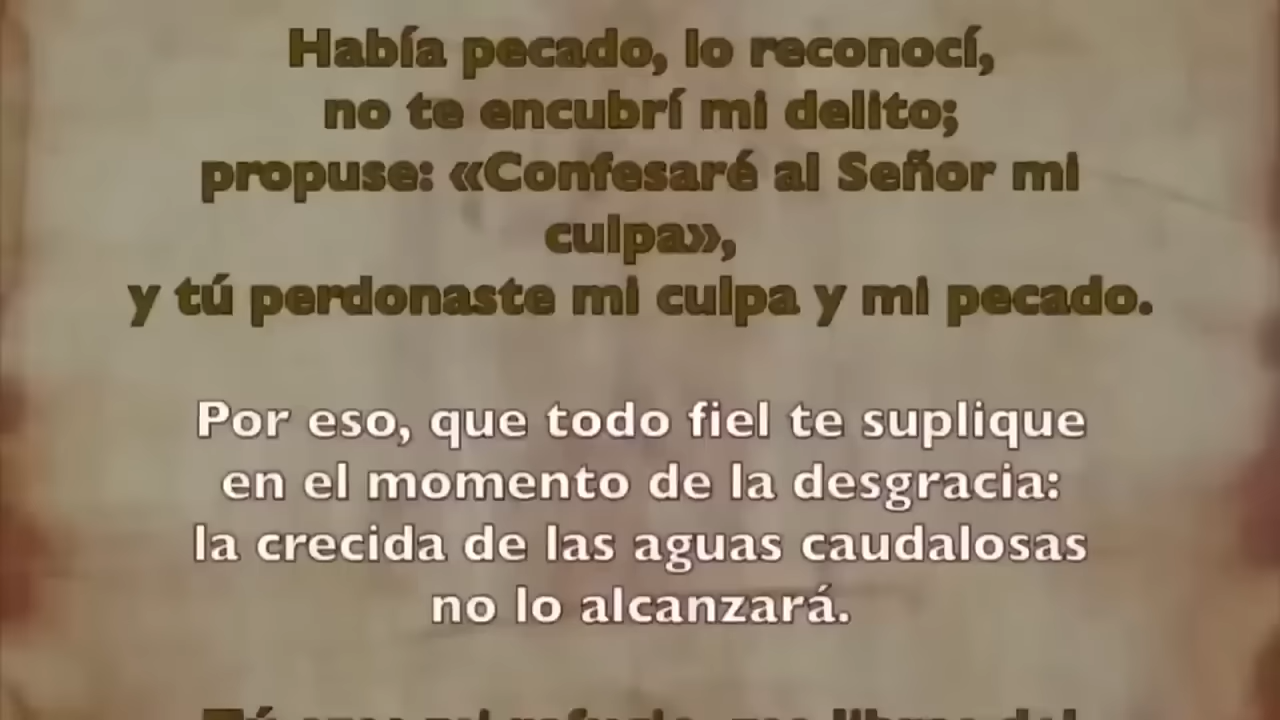 Había pecado, lo reconocí,
no te encubrí mi delito;
propuse: «Confesaré al Señor mi
culpa»,
y tú perdonaste mi culpa y mi pecado.
Por eso, que todo fiel te suplique
en el momento de la desgracia:
la crecida de las aguas caudalosas
no lo alcanzará.